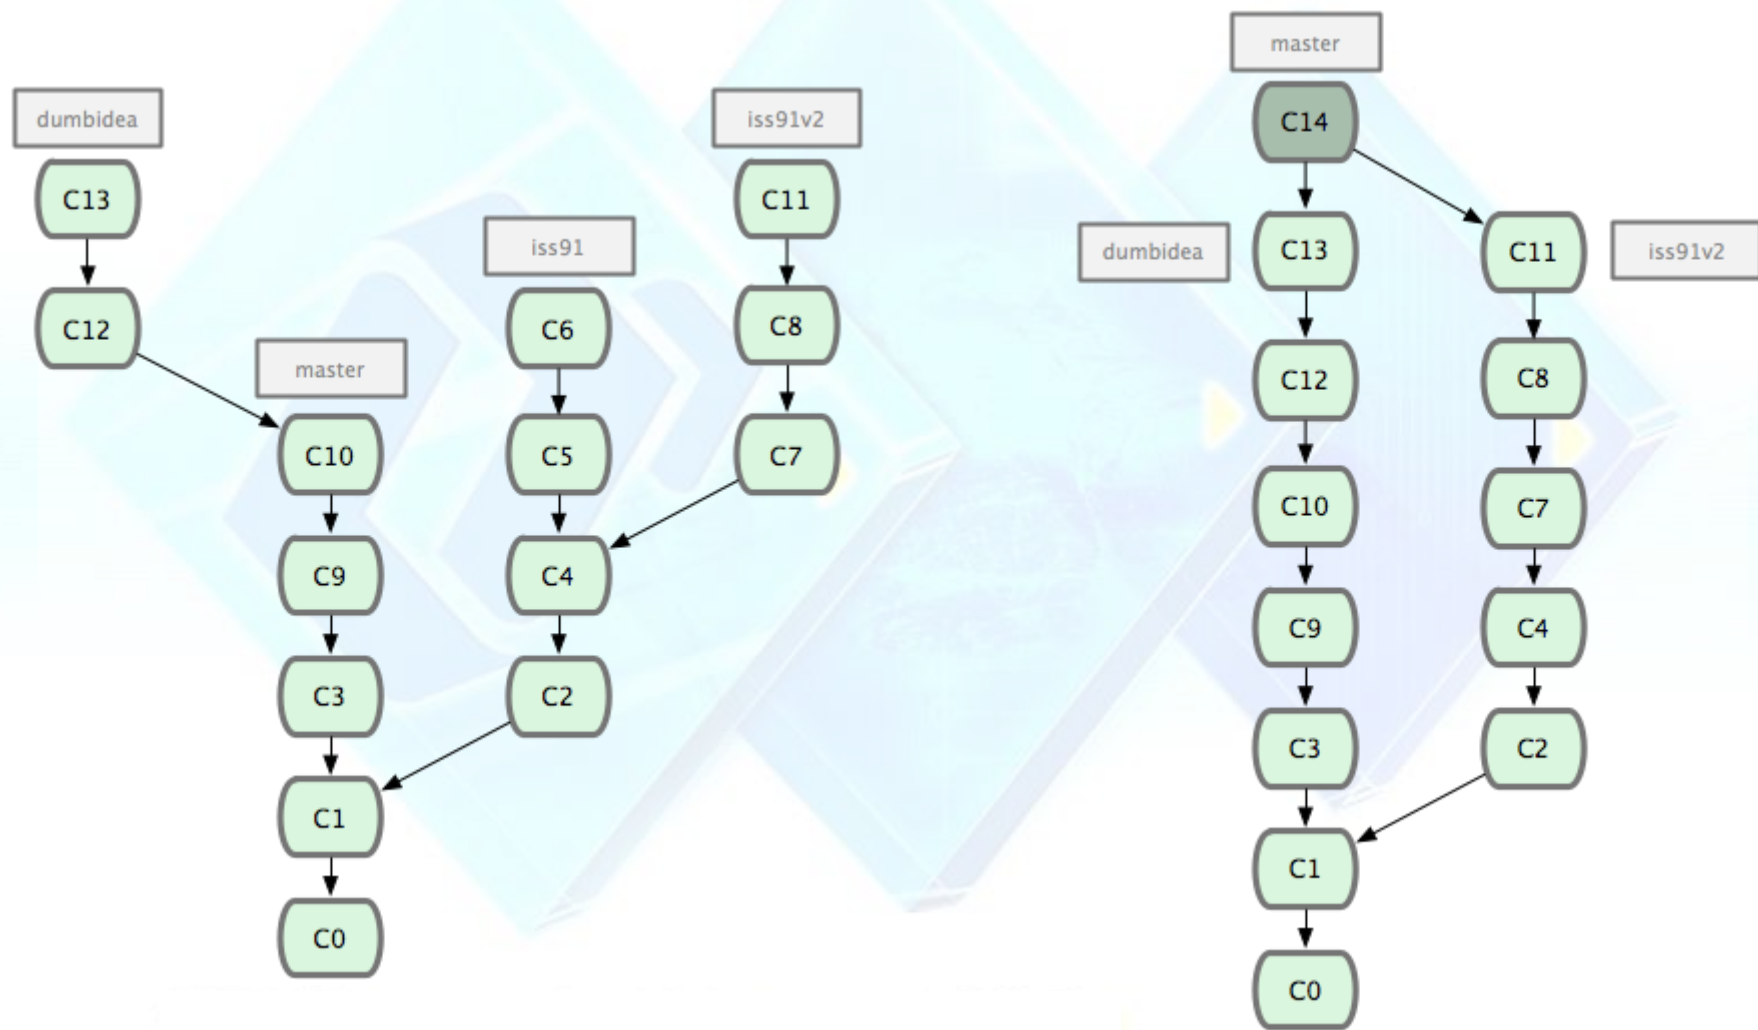 dumbidea
C13
C12
master
C10
C9
C3
C1
C0
iss91
C6
C5
C4
C2
iss91v2
C11
C8
C7
master
C14
dumbidea
C13
C12
C10
C9
C3
C1
C0
C11
iss91v2
C8
C7
C4
C2